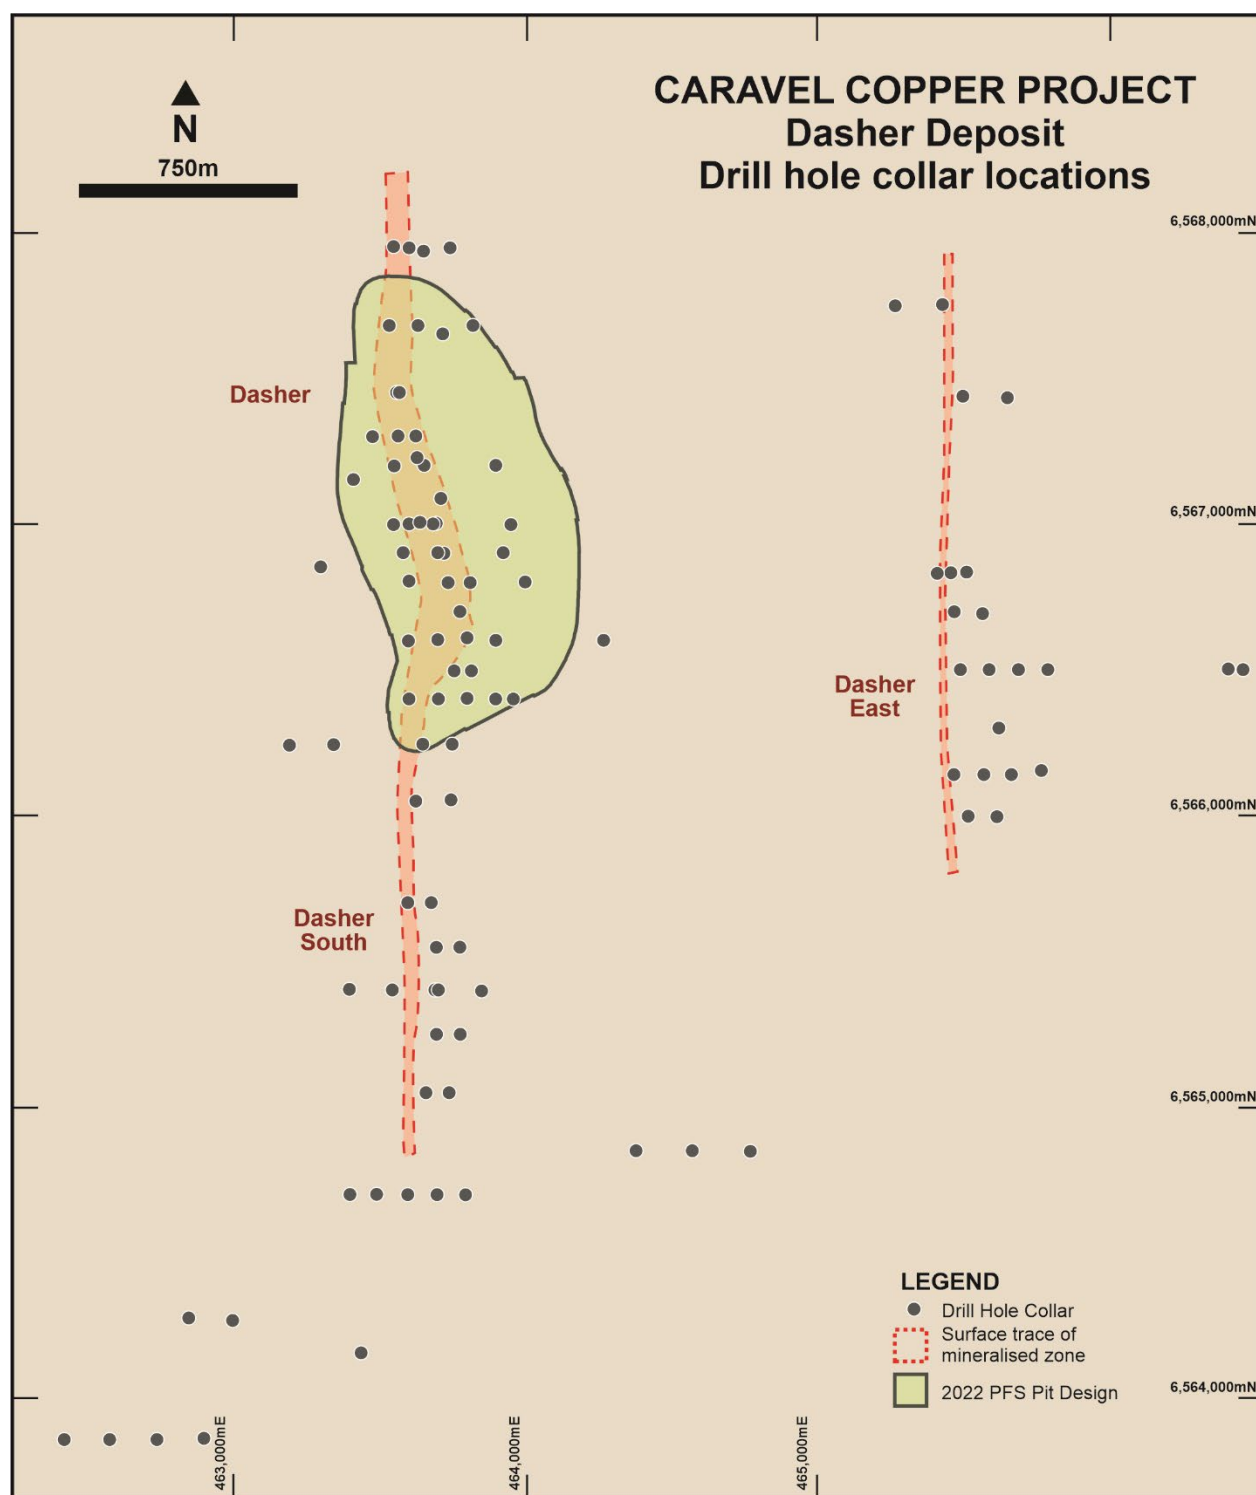 CARAVEL COPPER PROJECT
Dasher Deposit
Drill hole collar locations
N
750m
6,568,000mN
Dasher
6,567,000mN
Dasher
East
6,566,000mN
Dasher
South
6,565,000mN
LEGEND
Drill Hole Collar
Surface trace of
mineralised zone
2022 PFS Pit Design
6,564,000mN
463,000mE
464,000mE
465,000mE